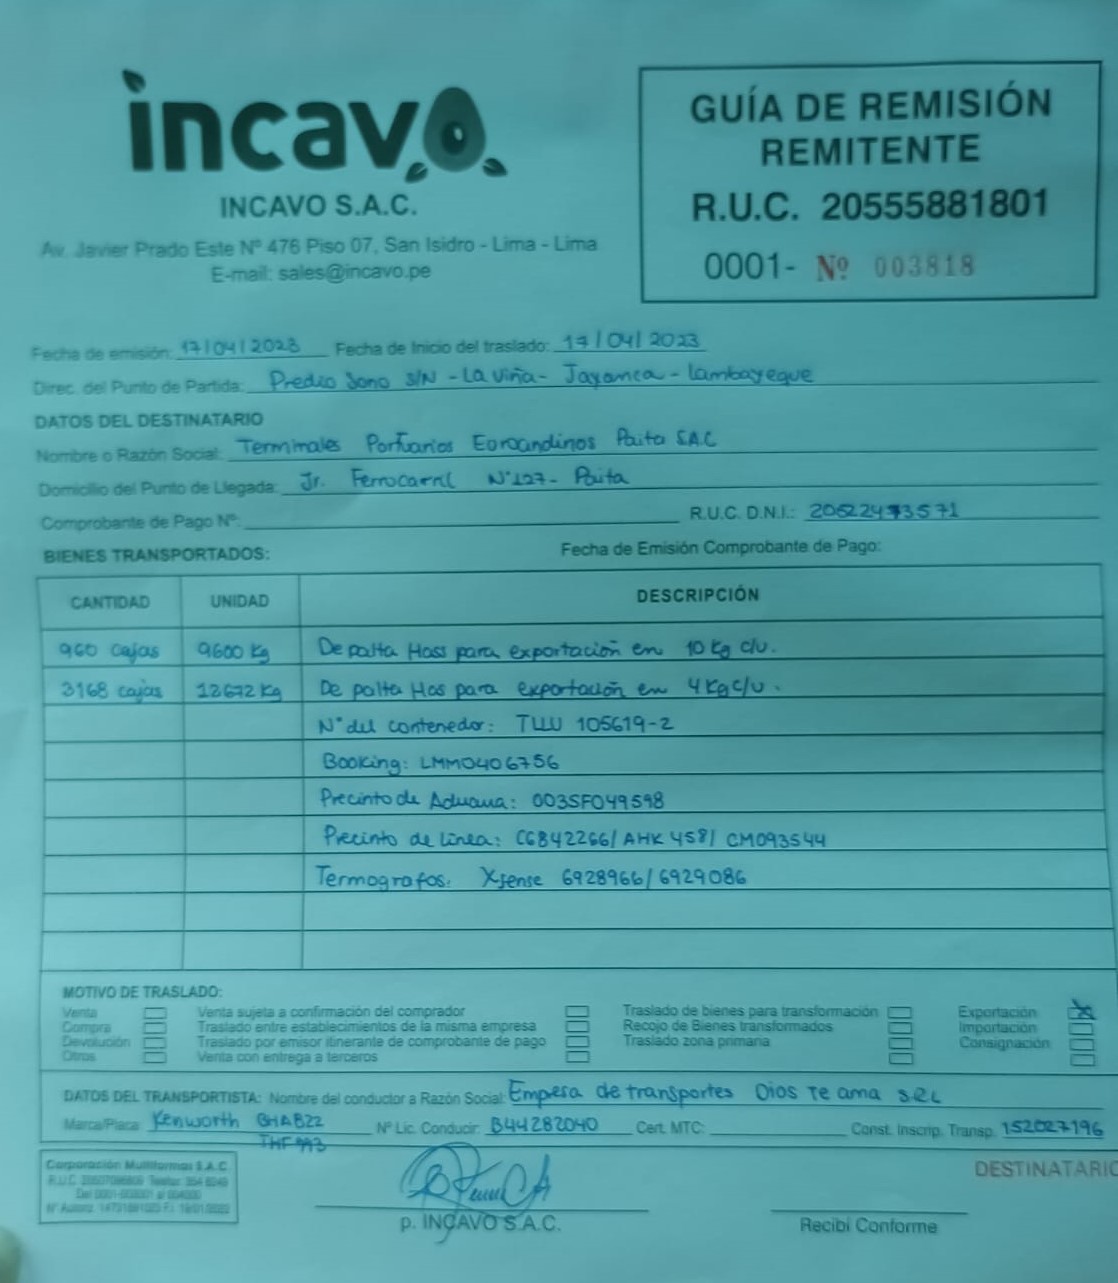 incavo
INCAVO S.A.C.
Av. Javier Prado Este Nº 476 Piso 07, San Isidro - Lima - Lima
E-mail: sales@incavo.pe
GUÍA DE REMISIÓN
REMITENTE
R.U.C. 20555881801
0001- Nº 003818
Fecha de emisión: 17/04/2023 Fecha de Inicio del traslado: 17/04/2023
Direc. del Punto de Partida: Predio Sono S/N - La Viña - Jayanca - Lambayeque
DATOS DEL DESTINATARIO
Nombre o Razón Social: Terminales Portuarios Euroandinos Paita S.A.C
Domicilio del Punto de Llegada: Jr. Ferrocarril N°127- Paita
Comprobante de Pago Nº: R.U.C. D.N.I.: 20522473571
BIENES TRANSPORTADOS: Fecha de Emisión Comprobante de Pago:
CANTIDAD UNIDAD DESCRIPCIÓN
960 Cajas 9600 Kg De palta Hass para exportación en 10 Kg c/u.
3168 cajas 12672 Kg De palta Has para exportación en 4 Kg c/u.
N° del contenedor: TLLU 105619-2
Booking: LMM0406756
Precinto de Aduana: 003SF049598
Precinto de Linea: C6842266/ AHK 458/ CM093544
Termografos: Xsense 6928966/6929086
MOTIVO DE TRASLADO:
Venta Venta sujeta a confirmación del comprador Traslado de bienes para transformación Exportación X
Compra Traslado entre establecimientos de la misma empresa Recojo de Bienes transformados Importación
Devolución Traslado por emisor itinerante de comprobante de pago Traslado zona primaria Consignación
Otros Venta con entrega a terceros
DATOS DEL TRANSPORTISTA: Nombre del conductor a Razón Social: Empresa de transportes Dios Te ama SRL
Marca/Placa: Kenworth Nº Lic. Conducir: B44282040 Cert. MTC: Const. Inscrip. Transp. 152027196
Corporación Multiformas S.A.C.
DESTINATARIO
p. INCAVO S.A.C.
Recibí Conforme